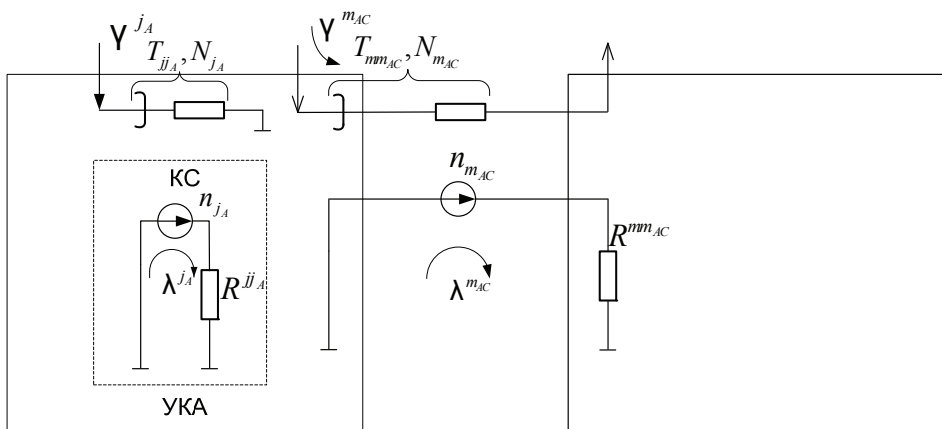 γ^{j_A}
T_{jj_A}, N_{j_A}
γ^{m_{AC}}
T_{mm_{AC}}, N_{m_{AC}}
КС
n_{j_A}
λ^{j_A}
R^{jj_A}
УКА
n_{m_{AC}}
λ^{m_{AC}}
R^{mm_{AC}}